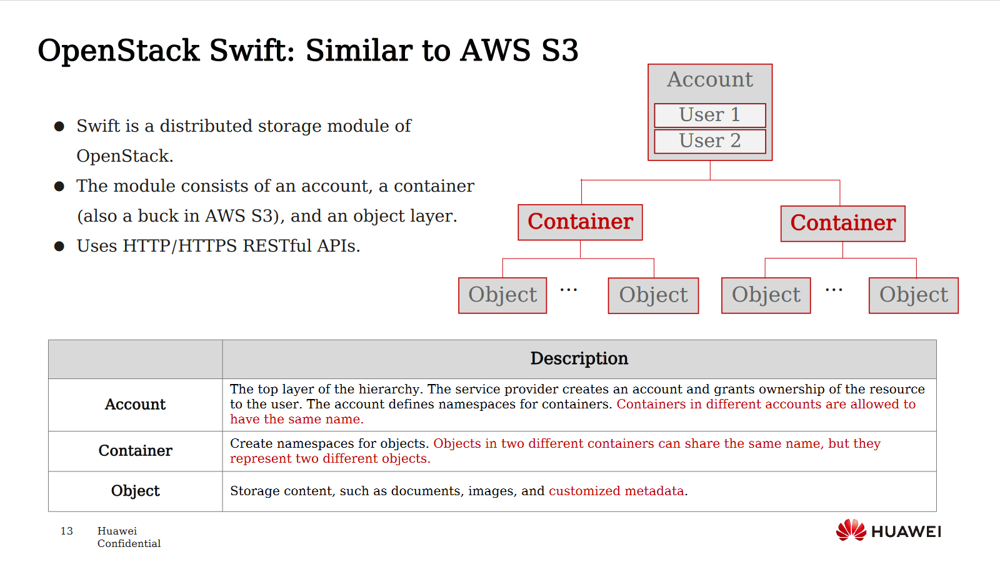 OpenStack Swift: Similar to AWS S3
● Swift is a distributed storage module of
OpenStack.
● The module consists of an account, a container
(also a buck in AWS S3), and an object layer.
● Uses HTTP/HTTPS RESTful APIs.
Account
User 1
User 2
Container
Container
Object
...
Object
Object
...
Object
Description
Account
The top layer of the hierarchy. The service provider creates an account and grants ownership of the resource
to the user. The account defines namespaces for containers. Containers in different accounts are allowed to
have the same name.
Container
Create namespaces for objects. Objects in two different containers can share the same name, but they
represent two different objects.
Object
Storage content, such as documents, images, and customized metadata.
13
Huawei
Confidential
HUAWEI